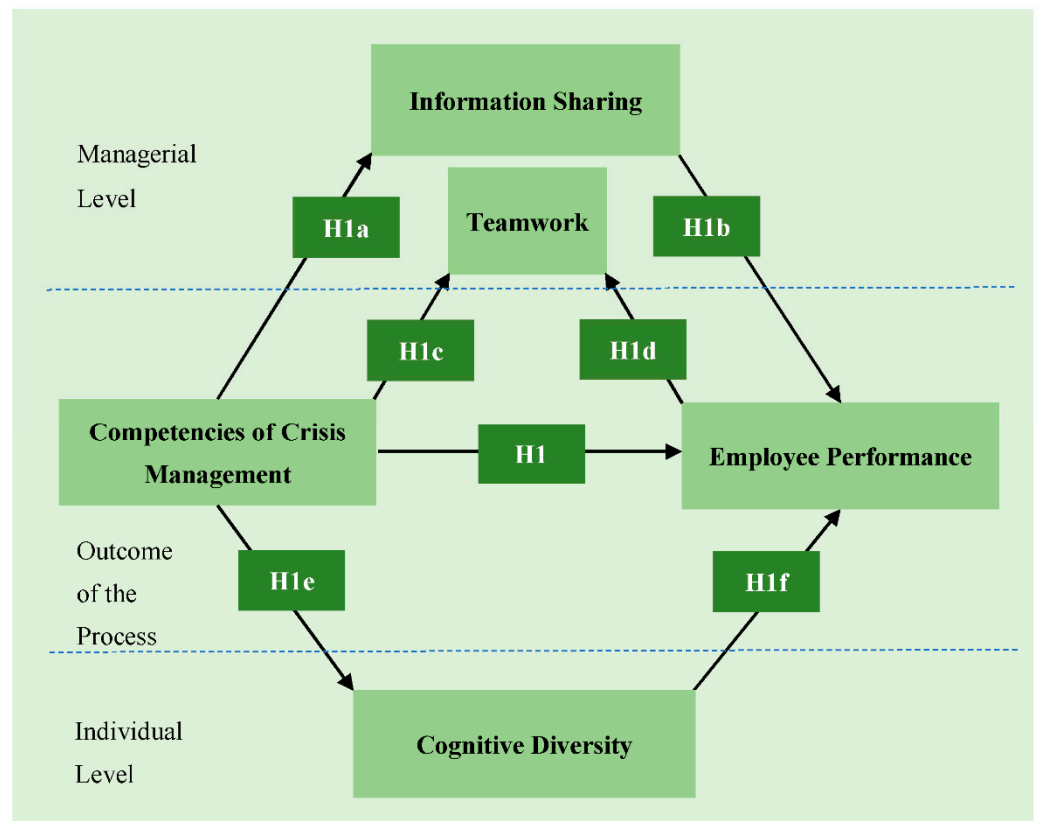 Information Sharing
Managerial
Level
Teamwork
H1a
H1b
H1c
H1d
Competencies of Crisis
Management
H1
Employee Performance
Outcome
of the
Process
H1e
H1f
Individual
Level
Cognitive Diversity